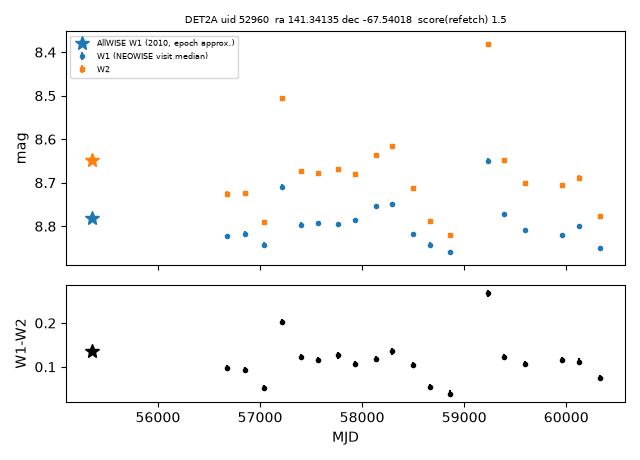 DET2A uid 52960  ra 141.34135 dec -67.54018  score(refetch) 1.5
AllWISE W1 (2010, epoch approx.)
W1 (NEOWISE visit median)
W2
8.4
8.5
8.6
8.7
8.8
mag
0.2
0.1
W1-W2
56000 57000 58000 59000 60000
MJD